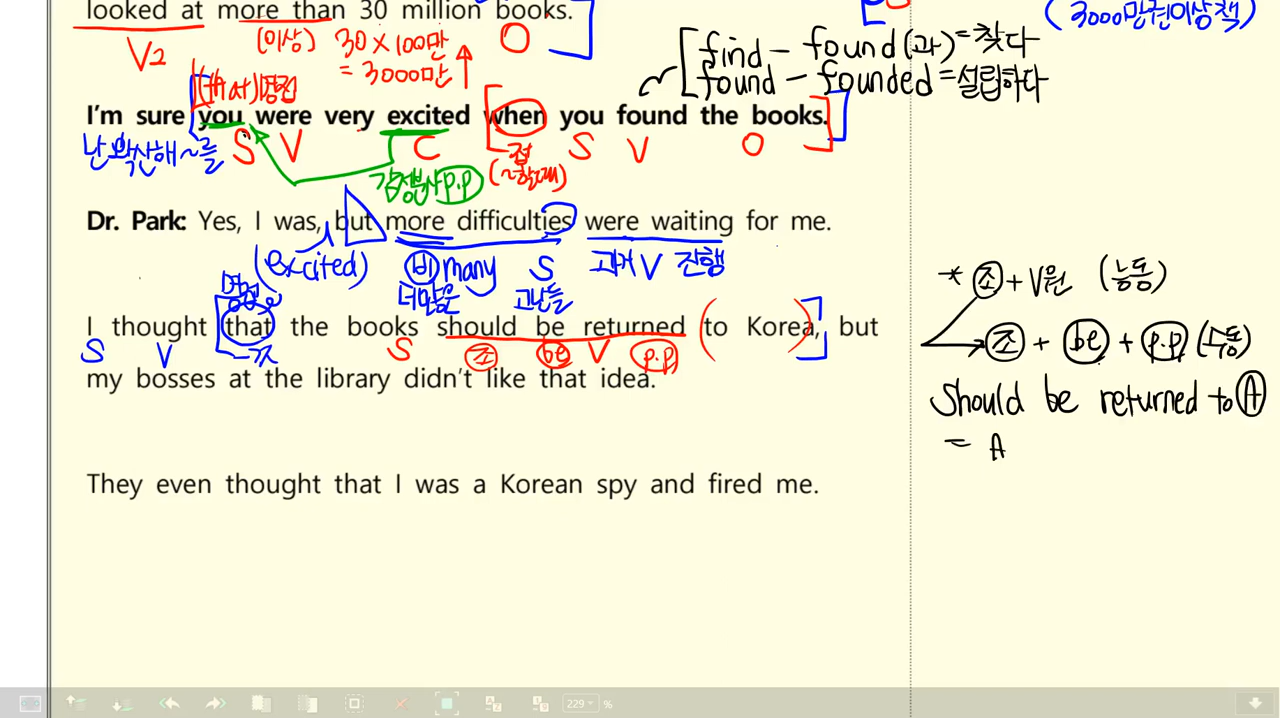 looked at more than 30 million books.
V2
(이상)
30 × 100만
= 3000만
O
(3000만권이상 책)
find - found(과)=찾다
found - founded = 설립하다
(that)명접
I'm sure you were very excited when you found the books.
난 확신해 ~를
S
V
C
접
S
V
O
감정분사 p.p
(~할때)
Dr. Park: Yes, I was, but more difficulties were waiting for me.
(excited)
비 many
S
과거 V 진행
더많은
고난들
명접
* 조 + V원 (능동)
I thought that the books should be returned (to Korea), but
S
V
것
S
조
be
V
p.p
조 + be + p.p (수동)
my bosses at the library didn't like that idea.
Should be returned to A
= A
They even thought that I was a Korean spy and fired me.
229 %